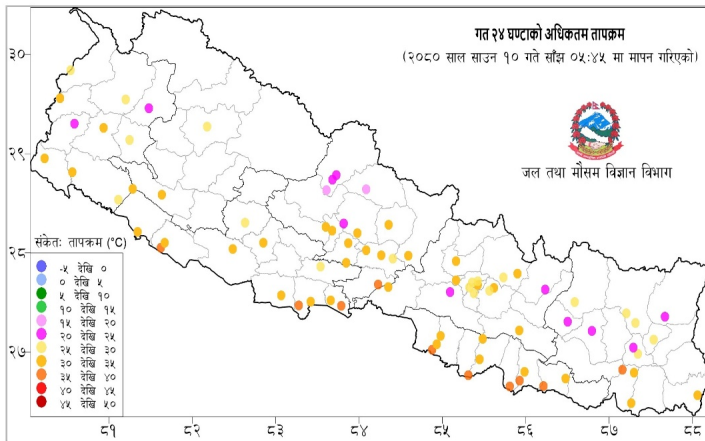 गत २४ घण्टाको अधिकतम तापक्रम
(२०८० साल साउन १० गते साँझ ०५:४५ मा मापन गरिएको)
जल तथा मौसम विज्ञान विभाग
३०
२९
२८
२७
संकेतः तापक्रम (°C)
-५ देखि ०
० देखि ५
५ देखि १०
१० देखि १५
१५ देखि २०
२० देखि २५
२५ देखि ३०
३० देखि ३५
३५ देखि ४०
४० देखि ४५
४५ देखि ५०
८१ ८२ ८३ ८४ ८५ ८६ ८७ ८८